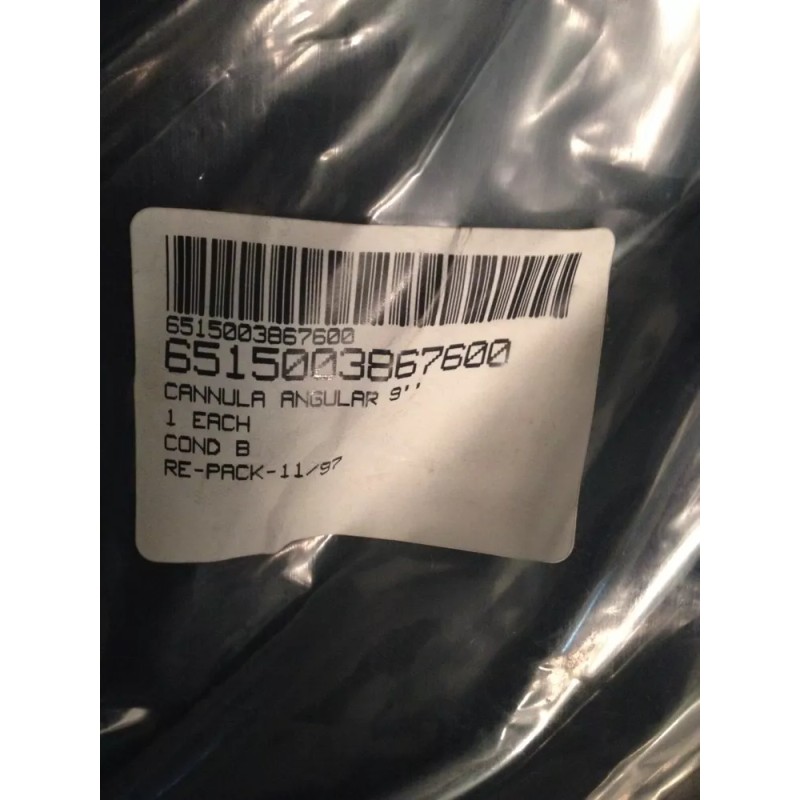 6515003867600
6515003867600
CANNULA ANGULAR 9''
1 EACH
COND B
RE-PACK-11/97